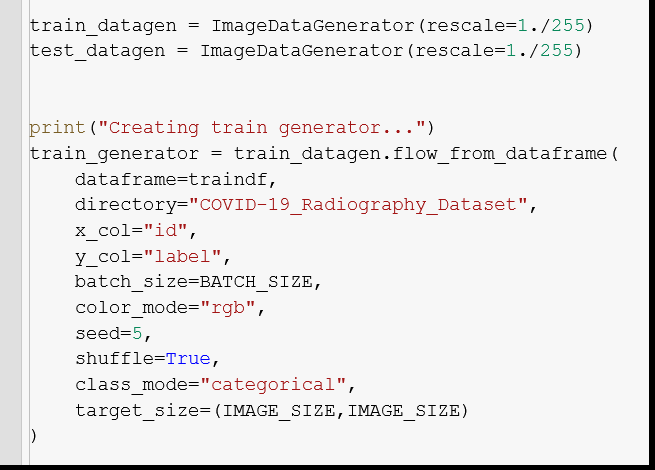 train_datagen = ImageDataGenerator(rescale=1./255)
test_datagen = ImageDataGenerator(rescale=1./255)
print("Creating train generator...")
train_generator = train_datagen.flow_from_dataframe(
    dataframe=traindf,
    directory="COVID-19_Radiography_Dataset",
    x_col="id",
    y_col="label",
    batch_size=BATCH_SIZE,
    color_mode="rgb",
    seed=5,
    shuffle=True,
    class_mode="categorical",
    target_size=(IMAGE_SIZE,IMAGE_SIZE)
)